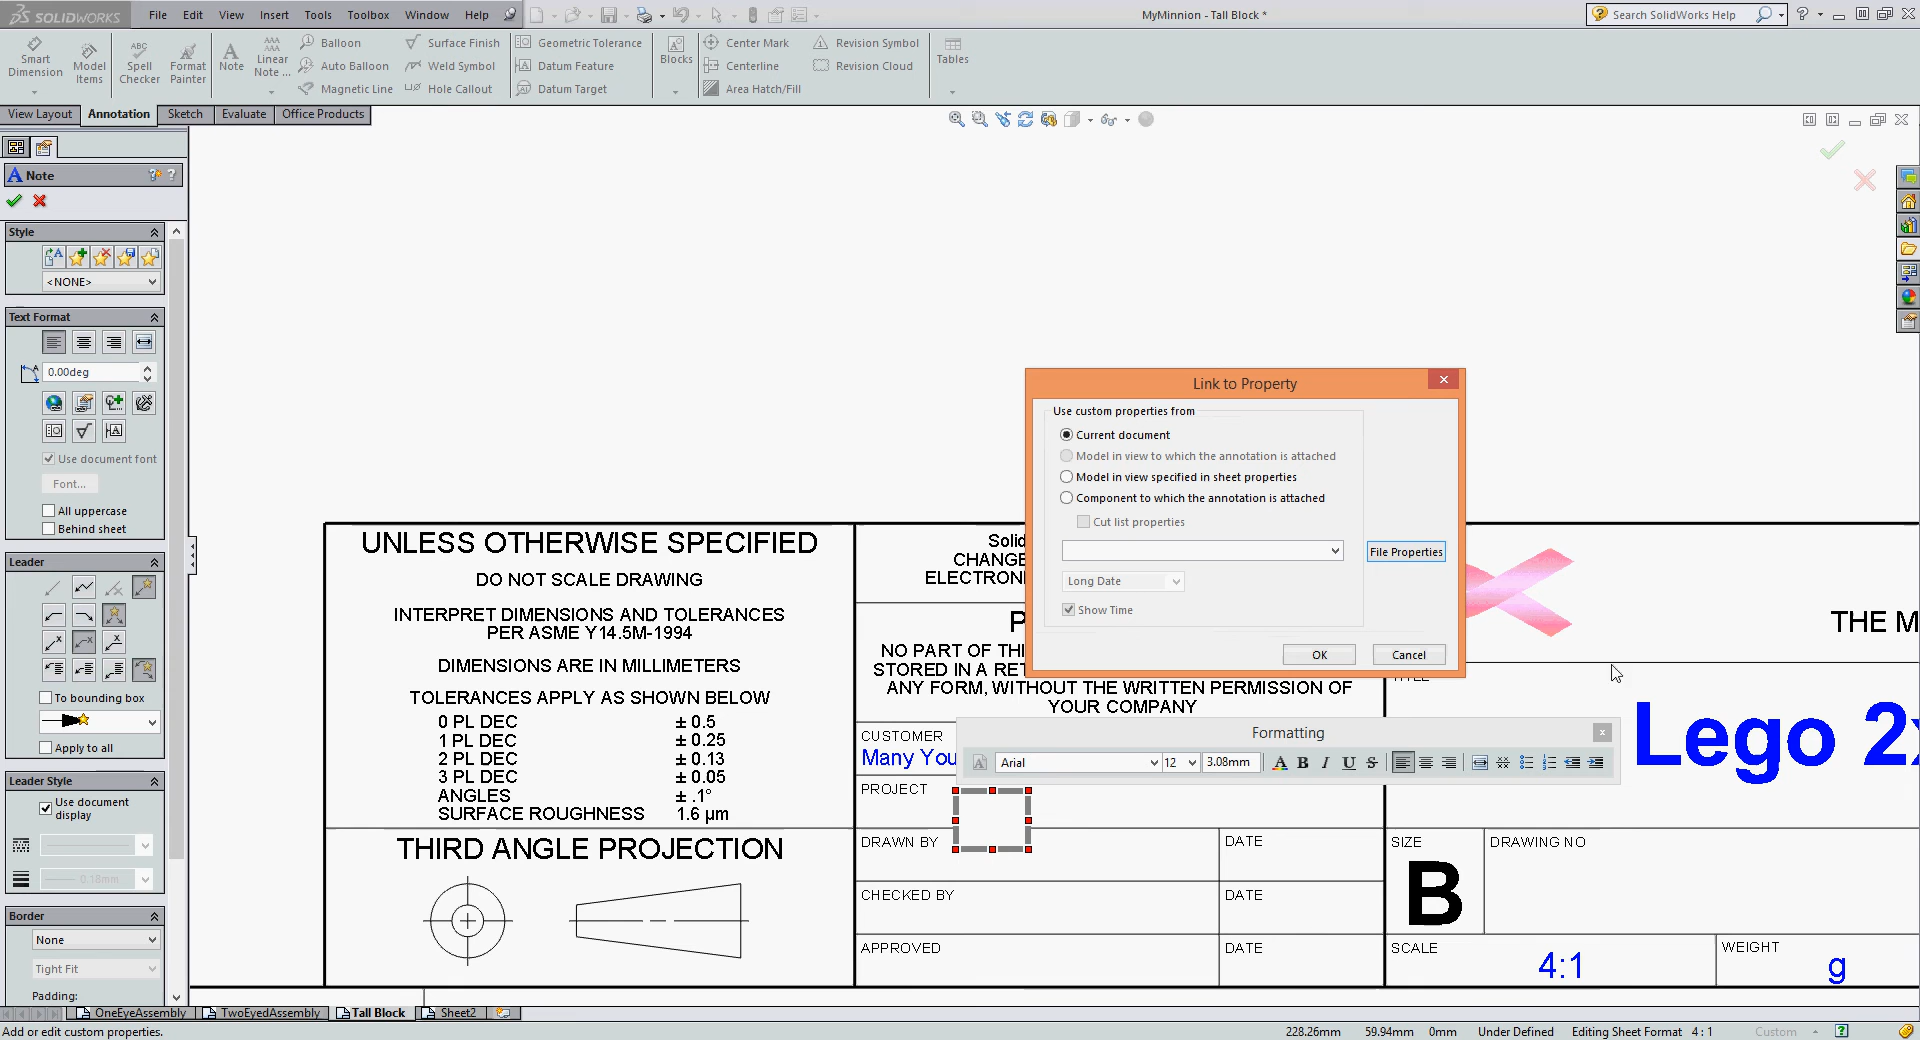 SOLIDWORKS File Edit View Insert Tools Toolbox Window Help MyMinnion - Tall Block * Search SolidWorks Help
Smart Dimension
Model Items
Spell Checker
Format Painter
Note
Linear Note ...
Balloon
Auto Balloon
Magnetic Line
Surface Finish
Weld Symbol
Hole Callout
Geometric Tolerance
Datum Feature
Datum Target
Blocks
Center Mark
Centerline
Area Hatch/Fill
Revision Symbol
Revision Cloud
Tables
View Layout Annotation Sketch Evaluate Office Products
Note
Style
<NONE>
Text Format
0.00deg
Use document font
Font...
All uppercase
Behind sheet
Leader
To bounding box
Apply to all
Leader Style
Use document
display
0.18mm
Border
None
Tight Fit
Padding:
UNLESS OTHERWISE SPECIFIED
DO NOT SCALE DRAWING
INTERPRET DIMENSIONS AND TOLERANCES
PER ASME Y14.5M-1994
DIMENSIONS ARE IN MILLIMETERS
TOLERANCES APPLY AS SHOWN BELOW
0 PL DEC ± 0.5
1 PL DEC ± 0.25
2 PL DEC ± 0.13
3 PL DEC ± 0.05
ANGLES ± .1°
SURFACE ROUGHNESS 1.6 µm
THIRD ANGLE PROJECTION
Solid
CHANGE
ELECTRON
P
NO PART OF TH
STORED IN A RET
ANY FORM, WITHOUT THE WRITTEN PERMISSION OF
YOUR COMPANY
CUSTOMER
Many You
PROJECT
DRAWN BY DATE
CHECKED BY DATE
APPROVED DATE
Link to Property
Use custom properties from
Current document
Model in view to which the annotation is attached
Model in view specified in sheet properties
Component to which the annotation is attached
Cut list properties
File Properties
Long Date
Show Time
OK Cancel
Formatting
Arial 12 3.08mm A B I U S
THE M
TITLE
Lego 2x
SIZE
B
DRAWING NO
SCALE
4:1
WEIGHT
g
OneEyeAssembly TwoEyedAssembly Tall Block Sheet2
Add or edit custom properties. 228.26mm 59.94mm 0mm Under Defined Editing Sheet Format 4 : 1 Custom